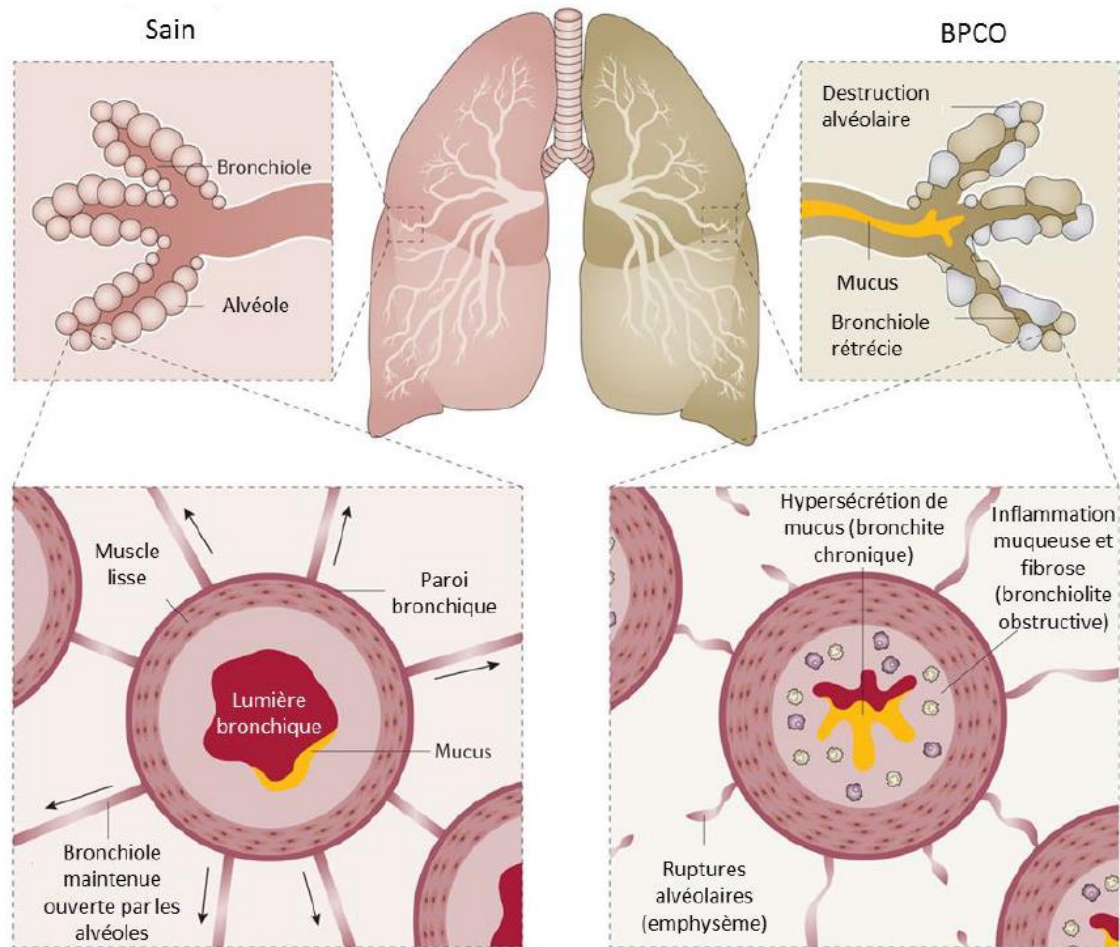 Sain
BPCO
Bronchiole
Alvéole
Destruction
alvéolaire
Mucus
Bronchiole
rétrécie
Muscle
lisse
Paroi
bronchique
Lumière
bronchique
Mucus
Bronchiole
maintenue
ouverte par les
alvéoles
Hypersécrétion de
mucus (bronchite
chronique)
Inflammation
muqueuse et
fibrose
(bronchiolite
obstructive)
Ruptures
alvéolaires
(emphysème)